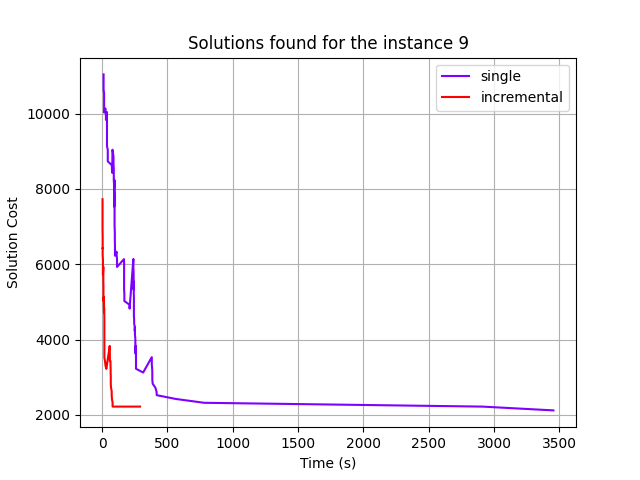 Solutions found for the instance 9
single
incremental
10000
8000
6000
4000
2000
Solution Cost
0 500 1000 1500 2000 2500 3000 3500
Time (s)